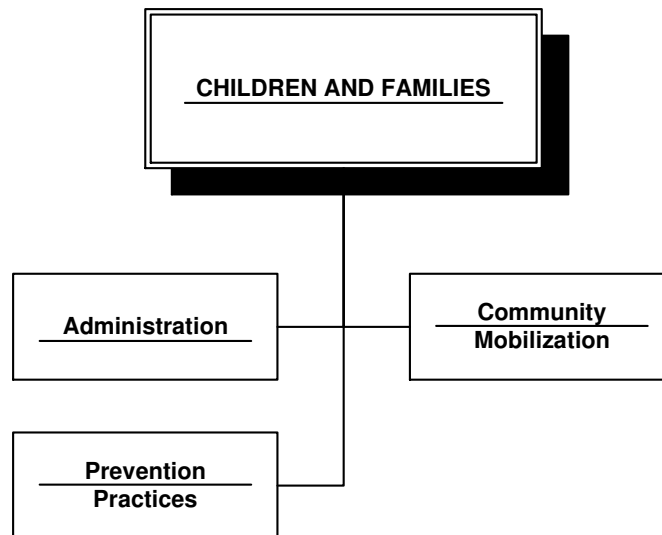 CHILDREN AND FAMILIES
Administration
Community
Mobilization
Prevention
Practices